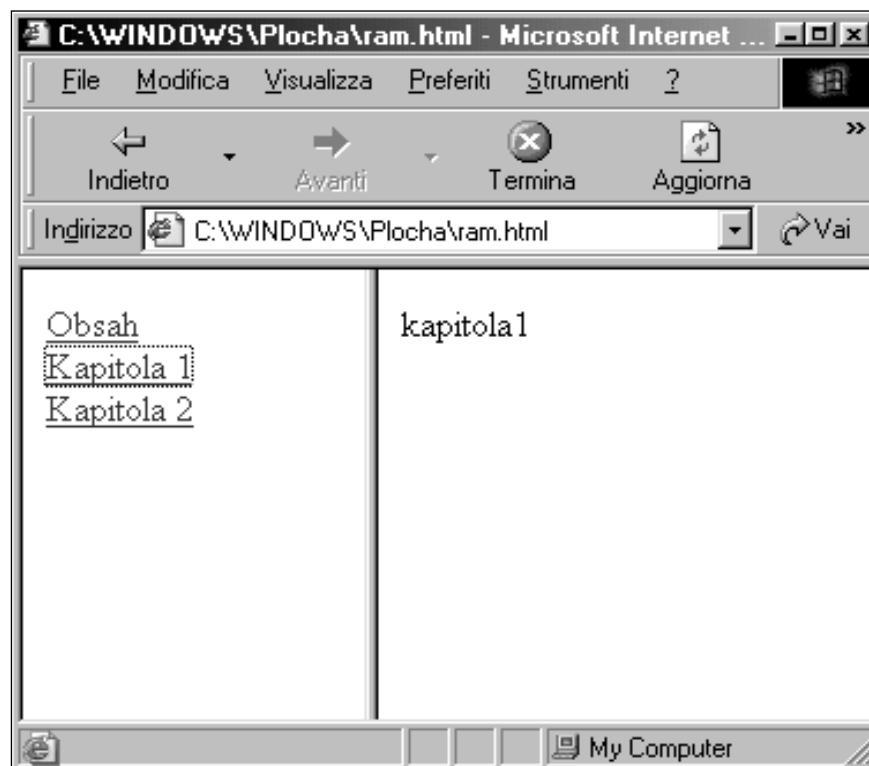 C:\WINDOWS\Plocha\ram.html - Microsoft Internet ...
File Modifica Visualizza Preferiti Strumenti ?
Indietro Avanti Termina Aggiorna »
Indirizzo C:\WINDOWS\Plocha\ram.html Vai
Obsah
Kapitola 1
Kapitola 2
kapitola1
My Computer